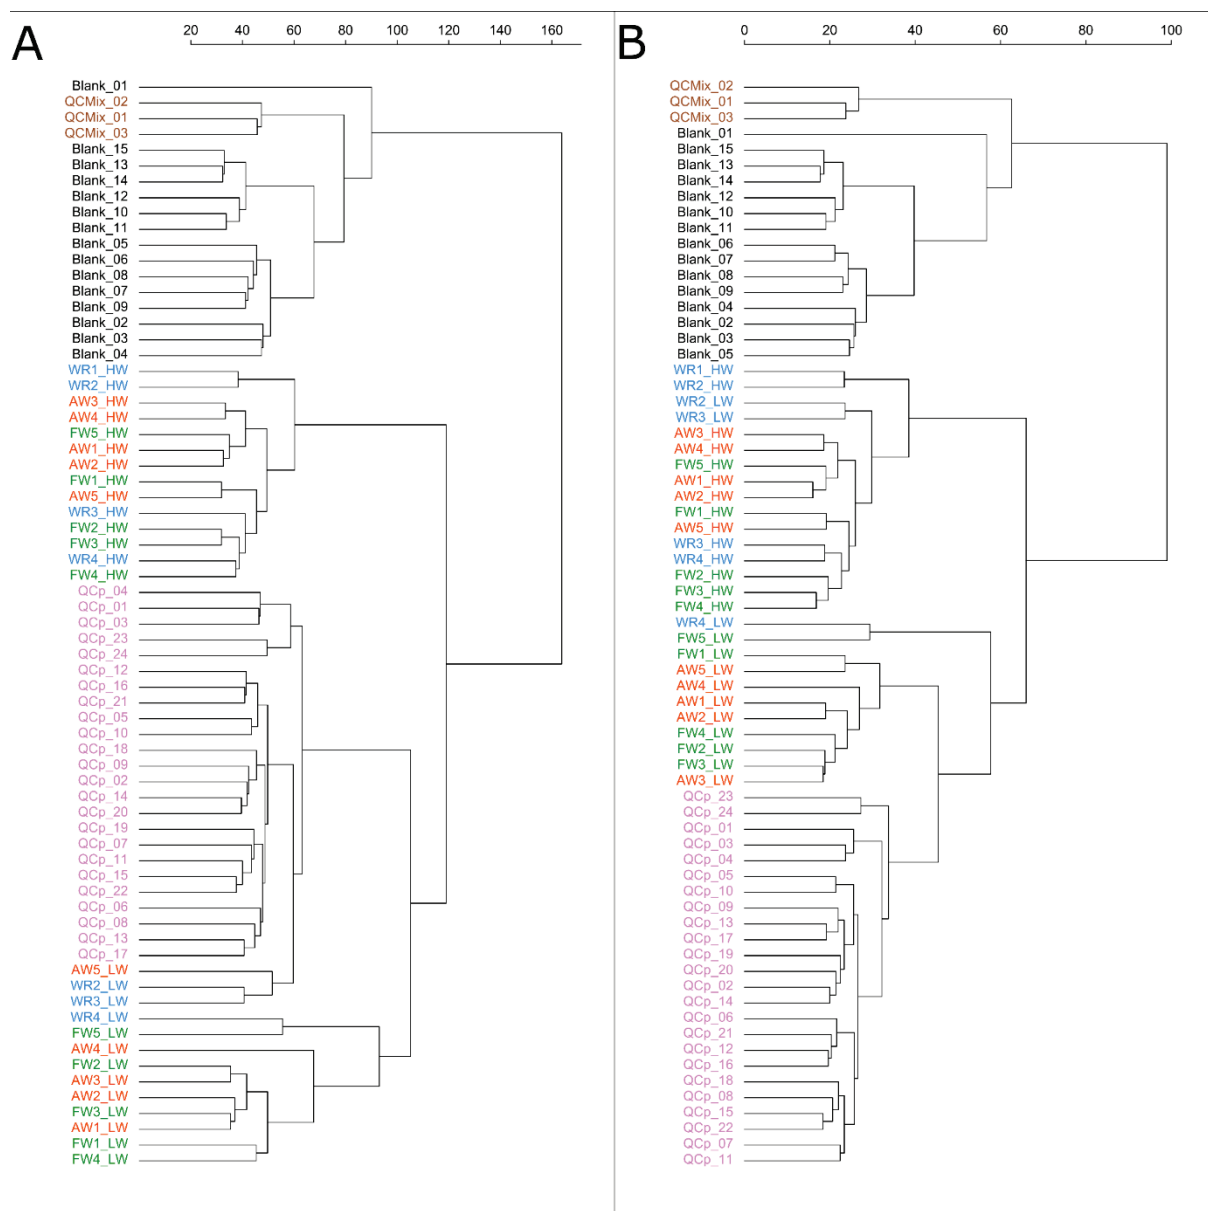 A
20 40 60 80 100 120 140 160
Blank_01
QCMix_02
QCMix_01
QCMix_03
Blank_15
Blank_13
Blank_14
Blank_12
Blank_10
Blank_11
Blank_05
Blank_06
Blank_08
Blank_07
Blank_09
Blank_02
Blank_03
Blank_04
WR1_HW
WR2_HW
AW3_HW
AW4_HW
FW5_HW
AW1_HW
AW2_HW
FW1_HW
AW5_HW
WR3_HW
FW2_HW
FW3_HW
WR4_HW
FW4_HW
QCp_04
QCp_01
QCp_03
QCp_23
QCp_24
QCp_12
QCp_16
QCp_21
QCp_05
QCp_10
QCp_18
QCp_09
QCp_02
QCp_14
QCp_20
QCp_19
QCp_07
QCp_11
QCp_15
QCp_22
QCp_06
QCp_08
QCp_13
QCp_17
AW5_LW
WR2_LW
WR3_LW
WR4_LW
FW5_LW
AW4_LW
FW2_LW
AW3_LW
AW2_LW
FW3_LW
AW1_LW
FW1_LW
FW4_LW
B
0 20 40 60 80 100
QCMix_02
QCMix_01
QCMix_03
Blank_01
Blank_15
Blank_13
Blank_14
Blank_12
Blank_10
Blank_11
Blank_06
Blank_07
Blank_08
Blank_09
Blank_04
Blank_02
Blank_03
Blank_05
WR1_HW
WR2_HW
WR2_LW
WR3_LW
AW3_HW
AW4_HW
FW5_HW
AW1_HW
AW2_HW
FW1_HW
AW5_HW
WR3_HW
WR4_HW
FW2_HW
FW3_HW
FW4_HW
WR4_LW
FW5_LW
FW1_LW
AW5_LW
AW4_LW
AW1_LW
AW2_LW
FW4_LW
FW2_LW
FW3_LW
AW3_LW
QCp_23
QCp_24
QCp_01
QCp_03
QCp_04
QCp_05
QCp_10
QCp_09
QCp_13
QCp_17
QCp_19
QCp_20
QCp_02
QCp_14
QCp_06
QCp_21
QCp_12
QCp_16
QCp_18
QCp_08
QCp_15
QCp_22
QCp_07
QCp_11